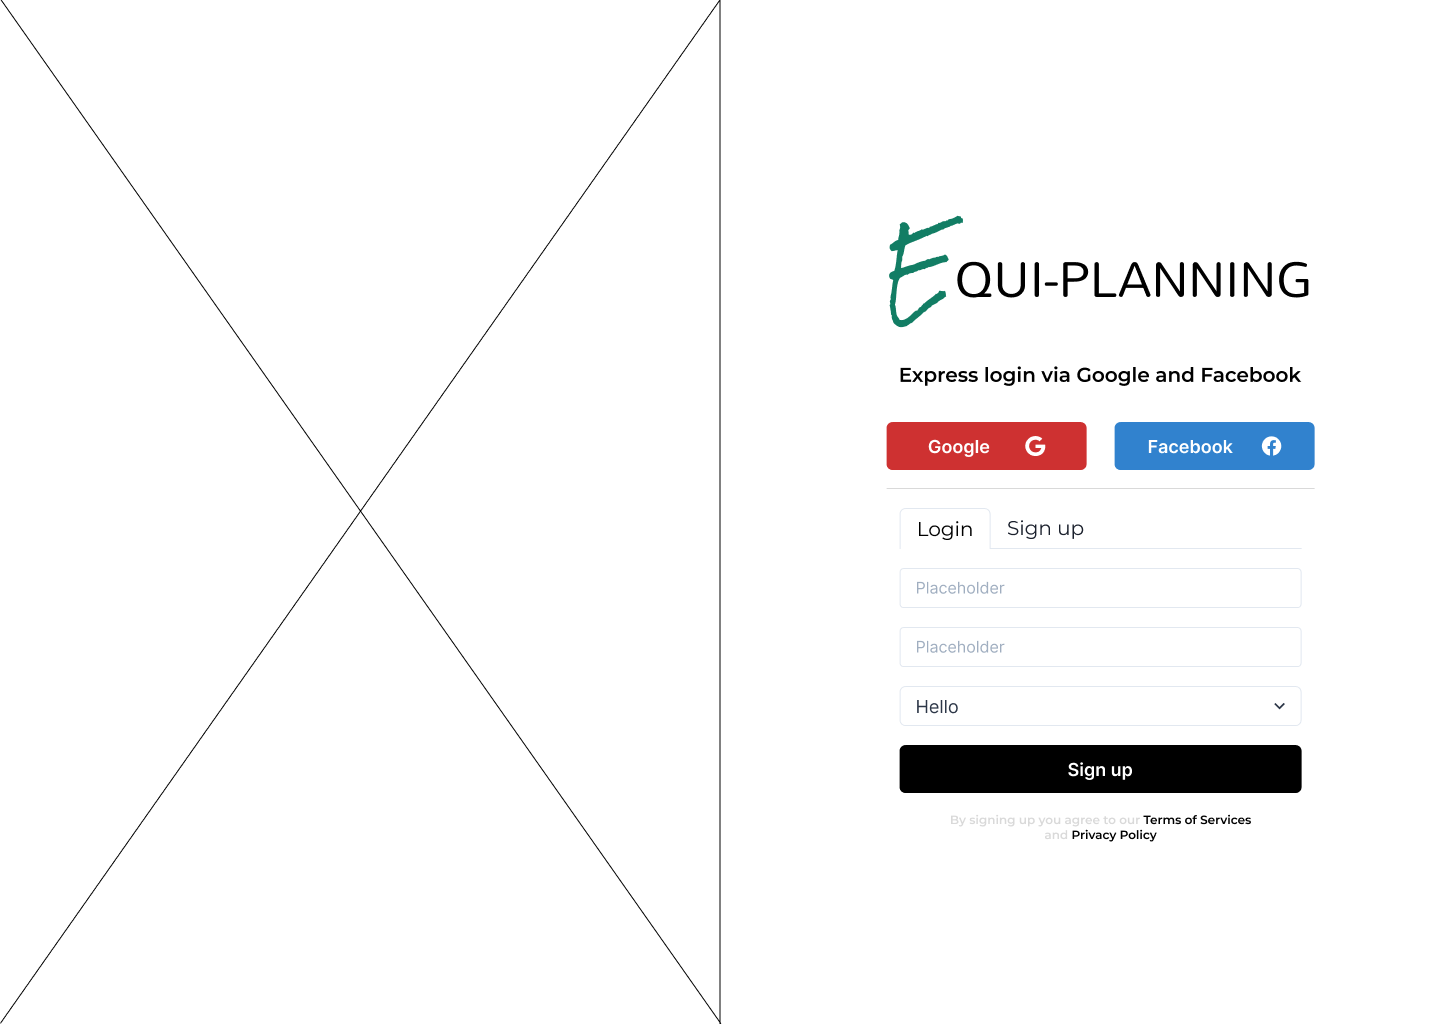 EQUI-PLANNING
Express login via Google and Facebook
Google
Facebook
Login
Sign up
Placeholder
Placeholder
Hello
Sign up
By signing up you agree to our Terms of Services
and Privacy Policy